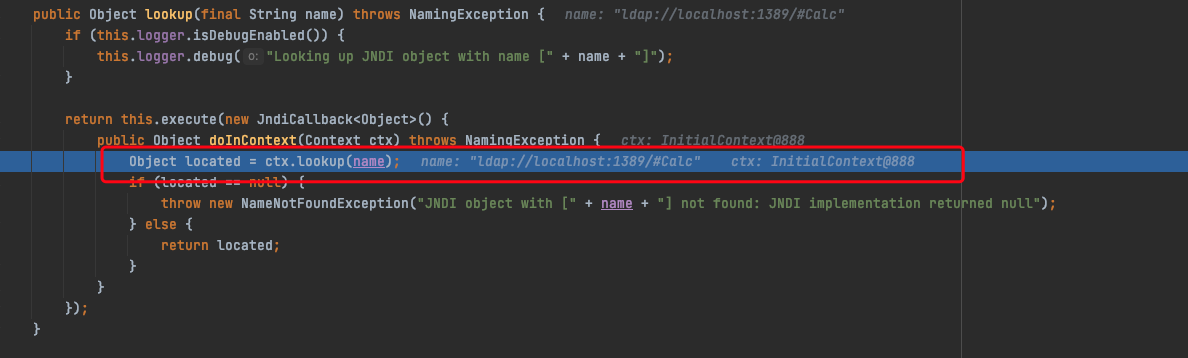 public Object lookup(final String name) throws NamingException {   name: "ldap://localhost:1389/#Calc"
    if (this.logger.isDebugEnabled()) {
        this.logger.debug( o: "Looking up JNDI object with name [" + name + "]");
    }

    return this.execute(new JndiCallback<Object>() {
        public Object doInContext(Context ctx) throws NamingException {   ctx: InitialContext@888
            Object located = ctx.lookup(name);   name: "ldap://localhost:1389/#Calc"    ctx: InitialContext@888
            if (located == null) {
                throw new NameNotFoundException("JNDI object with [" + name + "] not found: JNDI implementation returned null");
            } else {
                return located;
            }
        }
    });
}